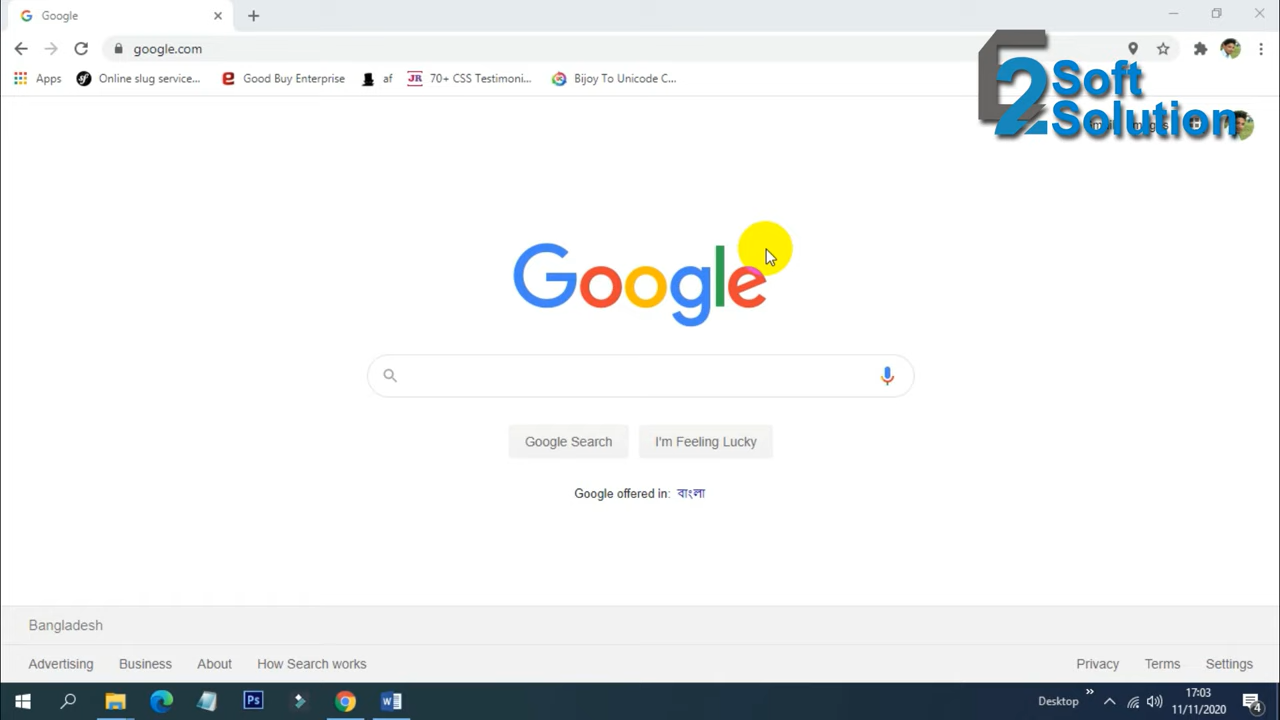 Google
google.com
Apps
Online slug service...
Good Buy Enterprise
af
JR
70+ CSS Testimoni...
Bijoy To Unicode C...
2
Soft
Solution
Google
Google Search
I'm Feeling Lucky
Google offered in: বাংলা
Bangladesh
Advertising
Business
About
How Search works
Privacy
Terms
Settings
Ps
Desktop
17:03
11/11/2020
4